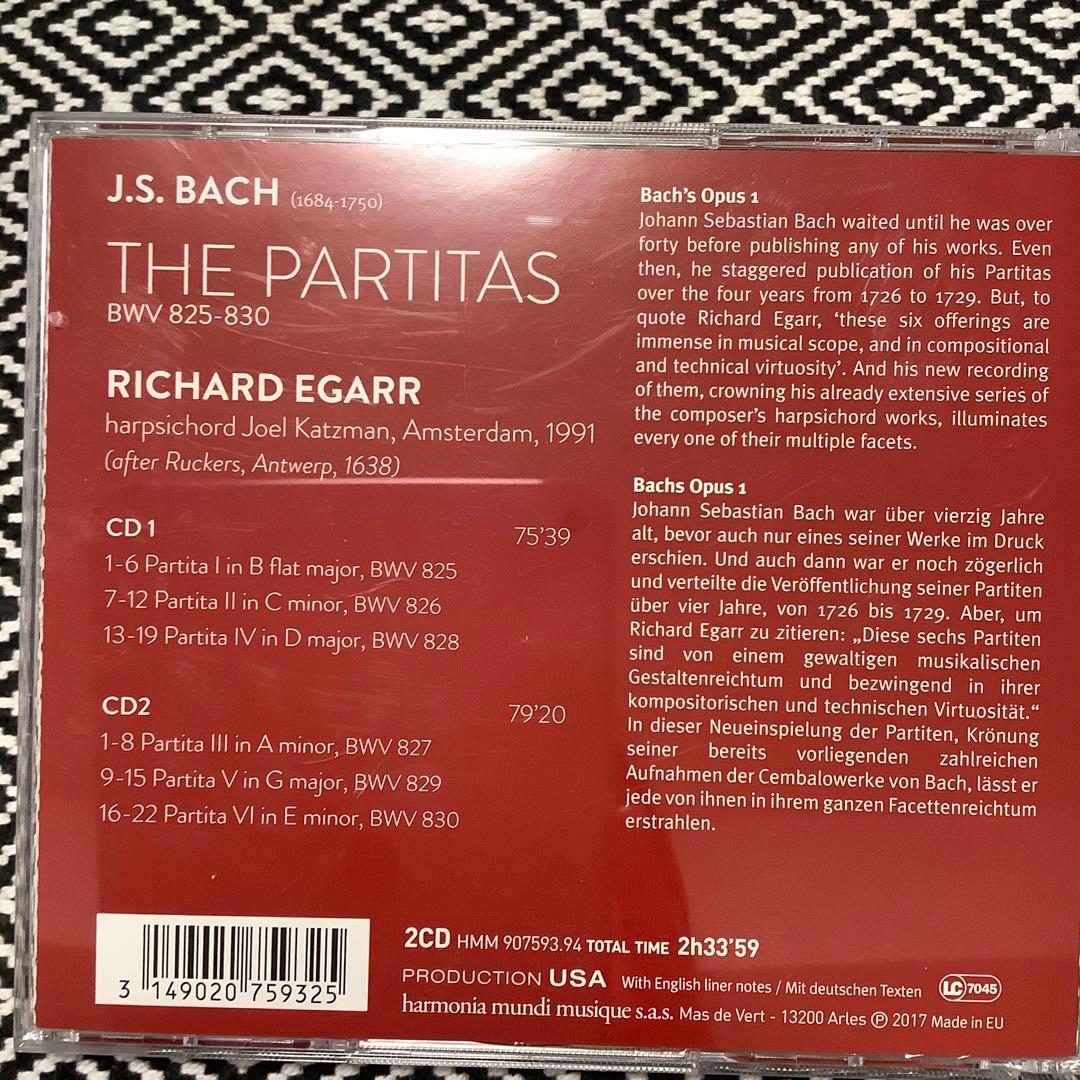 J.S. BACH (1684-1750)
THE PARTITAS
BWV 825-830
RICHARD EGARR
harpsichord Joel Katzman, Amsterdam, 1991
(after Ruckers, Antwerp, 1638)
CD 1 75'39
1-6 Partita I in B flat major, BWV 825
7-12 Partita II in C minor, BWV 826
13-19 Partita IV in D major, BWV 828
CD2 79'20
1-8 Partita III in A minor, BWV 827
9-15 Partita V in G major, BWV 829
16-22 Partita VI in E minor, BWV 830
Bach's Opus 1
Johann Sebastian Bach waited until he was over
forty before publishing any of his works. Even
then, he staggered publication of his Partitas
over the four years from 1726 to 1729. But, to
quote Richard Egarr, ‘these six offerings are
immense in musical scope, and in compositional
and technical virtuosity’. And his new recording
of them, crowning his already extensive series of
the composer's harpsichord works, illuminates
every one of their multiple facets.
Bachs Opus 1
Johann Sebastian Bach war über vierzig Jahre
alt, bevor auch nur eines seiner Werke im Druck
erschien. Und auch dann war er noch zögerlich
und verteilte die Veröffentlichung seiner Partiten
über vier Jahre, von 1726 bis 1729. Aber, um
Richard Egarr zu zitieren: „Diese sechs Partiten
sind von einem gewaltigen musikalischen
Gestaltenreichtum und bezwingend in ihrer
kompositorischen und technischen Virtuosität.“
In dieser Neueinspielung der Partiten, Krönung
seiner bereits vorliegenden zahlreichen
Aufnahmen der Cembalowerke von Bach, lässt er
jede von ihnen in ihrem ganzen Facettenreichtum
erstrahlen.
3 149020 759325
2CD HMM 907593.94 TOTAL TIME 2h33'59
PRODUCTION USA With English liner notes / Mit deutschen Texten LC 7045
harmonia mundi musique s.a.s. Mas de Vert - 13200 Arles ℗ 2017 Made in EU